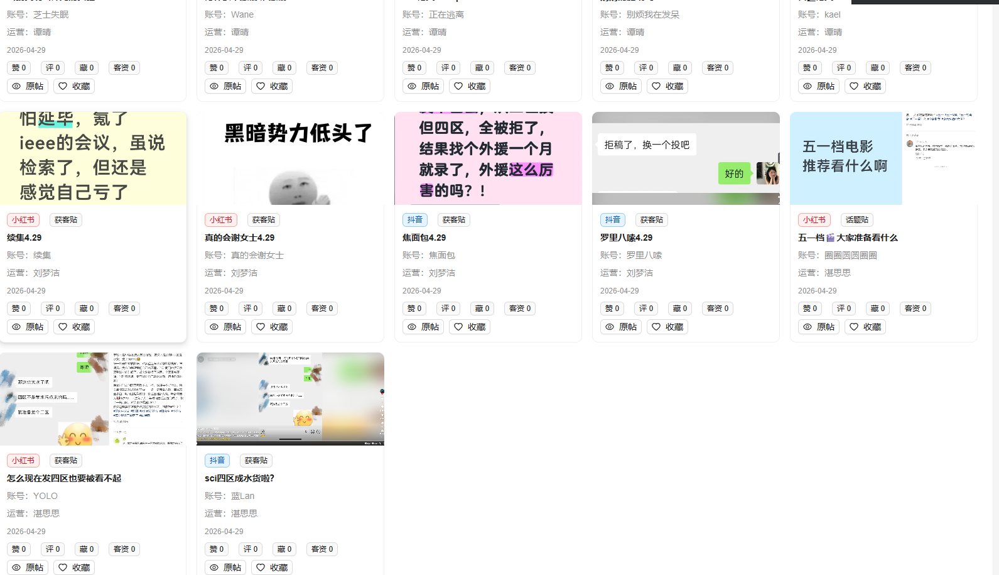 账号：芝士失眠
运营：谭晴
2026-04-29
赞 0 评 0 藏 0 客资 0
原帖 收藏
账号：Wane
运营：谭晴
2026-04-29
赞 0 评 0 藏 0 客资 0
原帖 收藏
账号：正在逃离
运营：谭晴
2026-04-29
赞 0 评 0 藏 0 客资 0
原帖 收藏
账号：别烦我在发呆
运营：谭晴
2026-04-29
赞 0 评 0 藏 0 客资 0
原帖 收藏
账号：kael
运营：谭晴
2026-04-29
赞 0 评 0 藏 0 客资 0
原帖 收藏
怕延毕，氪了
ieee的会议，虽说
检索了，但还是
感觉自己亏了
小红书 获客贴
续集4.29
账号：续集
运营：刘梦洁
2026-04-29
赞 0 评 0 藏 0 客资 0
原帖 收藏
黑暗势力低头了
小红书 获客贴
真的会谢女士4.29
账号：真的会谢女士
运营：刘梦洁
2026-04-29
赞 0 评 0 藏 0 客资 0
原帖 收藏
但四区，全被拒了，
结果找个外援一个月
就录了，外援这么厉
害的吗？!
抖音 获客贴
焦面包4.29
账号：焦面包
运营：刘梦洁
2026-04-29
赞 0 评 0 藏 0 客资 0
原帖 收藏
拒稿了，换一个投吧
好的
抖音 获客贴
罗里八嗦4.29
账号：罗里八嗦
运营：刘梦洁
2026-04-29
赞 0 评 0 藏 0 客资 0
原帖 收藏
五一档电影
推荐看什么啊
小红书 话题贴
五一档🎬大家准备看什么
账号：圈圈圆圆圈圈
运营：湛思思
2026-04-29
赞 0 评 0 藏 0 客资 0
原帖 收藏
那这也太水了吧
四区不是学术污点来的吗.....
我准备发个二区
小红书 获客贴
怎么现在发四区也要被看不起
账号：YOLO
运营：湛思思
2026-04-29
赞 0 评 0 藏 0 客资 0
原帖 收藏
抖音 获客贴
sci四区成水货啦?
账号：蓝Lan
运营：湛思思
2026-04-29
赞 0 评 0 藏 0 客资 0
原帖 收藏